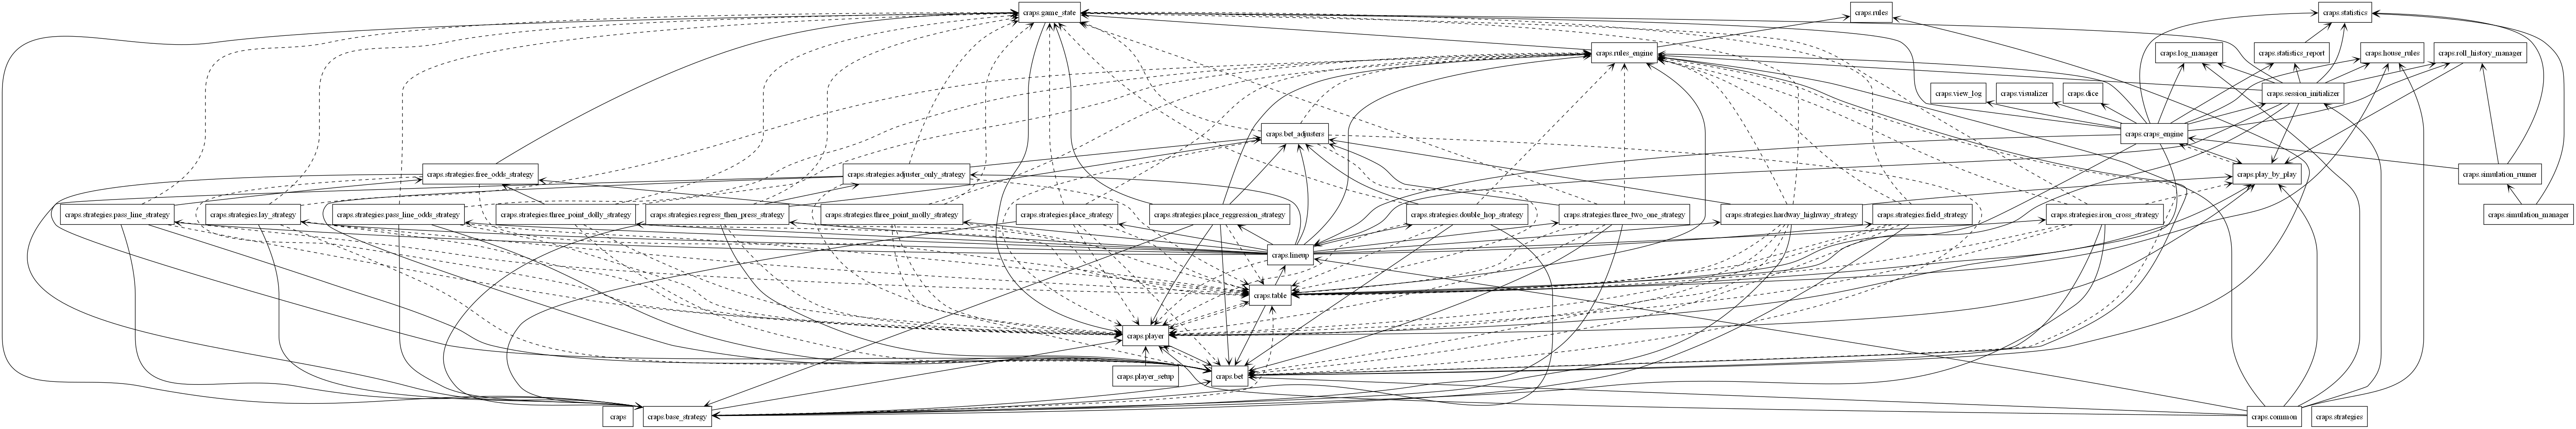 craps.game_state
craps.rules
craps.statistics
craps.rules_engine
craps.log_manager
craps.statistics_report
craps.house_rules
craps.roll_history_manager
craps.view_log
craps.visualizer
craps.dice
craps.session_initializer
craps.bet_adjusters
craps.craps_engine
craps.strategies.free_odds_strategy
craps.strategies.adjuster_only_strategy
craps.play_by_play
craps.simulation_runner
craps.strategies.pass_line_strategy
craps.strategies.lay_strategy
craps.strategies.pass_line_odds_strategy
craps.strategies.three_point_dolly_strategy
craps.strategies.regress_then_press_strategy
craps.strategies.three_point_molly_strategy
craps.strategies.place_strategy
craps.strategies.place_reggression_strategy
craps.strategies.double_hop_strategy
craps.strategies.three_two_one_strategy
craps.strategies.hardway_highway_strategy
craps.strategies.field_strategy
craps.strategies.iron_cross_strategy
craps.simulation_manager
craps.lineup
craps.table
craps.player
craps.player_setup
craps.bet
craps
craps.base_strategy
craps.common
craps.strategies